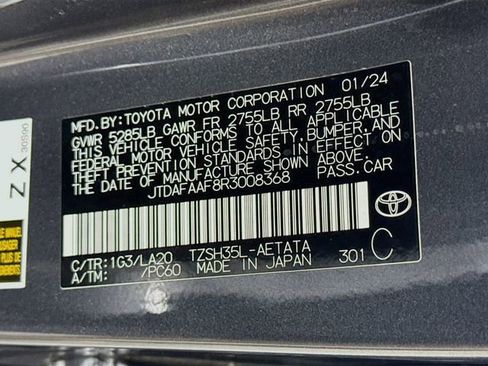 MFD. BY: TOYOTA MOTOR CORPORATION 01/24
GVWR 5285LB GAWR FR 2755LB RR 2755LB
THIS VEHICLE CONFORMS TO ALL APPLICABLE
FEDERAL MOTOR VEHICLE SAFETY, BUMPER, AND
THEFT PREVENTION STANDARDS IN EFFECT ON
THE DATE OF MANUFACTURE SHOWN ABOVE.
JTDAFAAF8R3008368 PASS.CAR
C/TR:1G3/LA20 TZSH35L-AETATA
A/TM: /PC60 MADE IN JAPAN 301 C
Z X